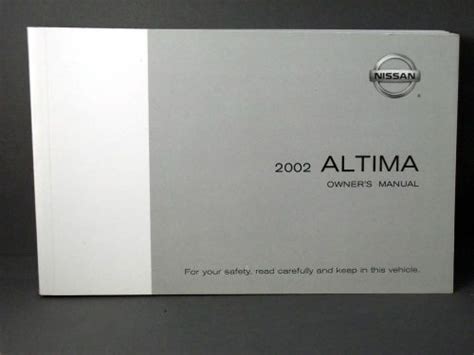 NISSAN
®
2002 ALTIMA
OWNER'S MANUAL
For your safety, read carefully and keep in this vehicle.